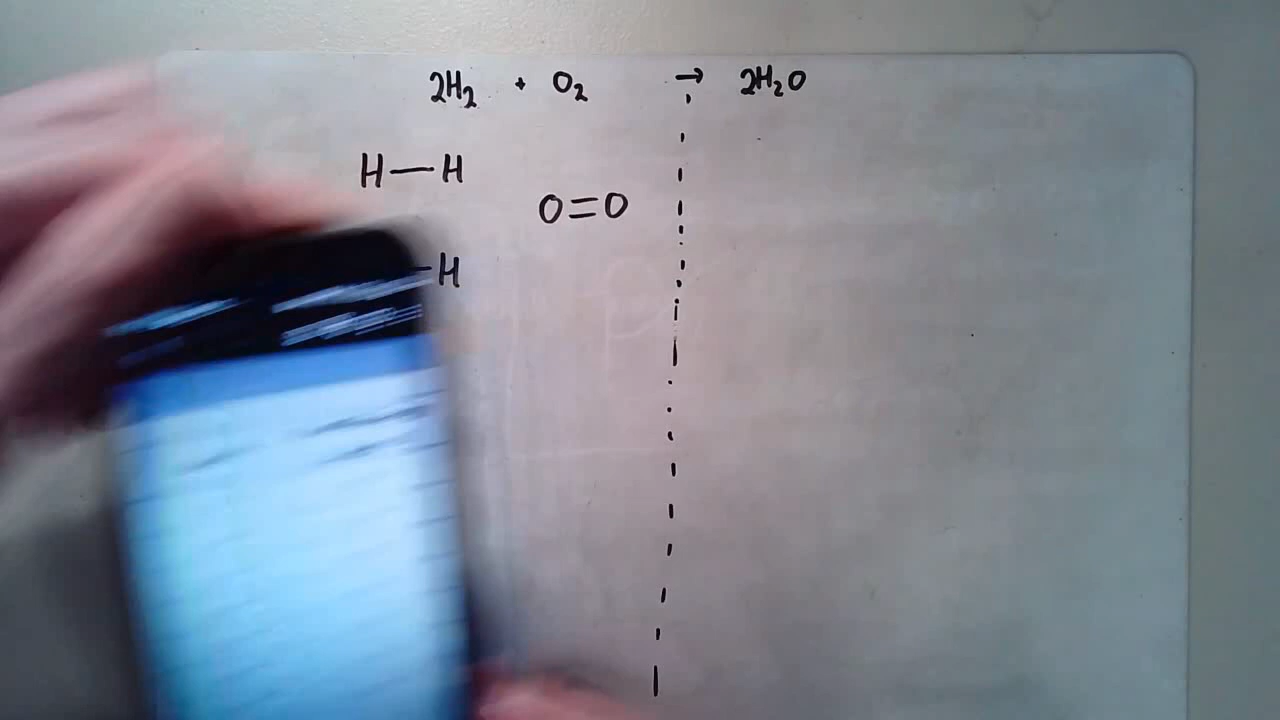 2H₂ + O₂ → 2H₂O
H—H
O=O
—H